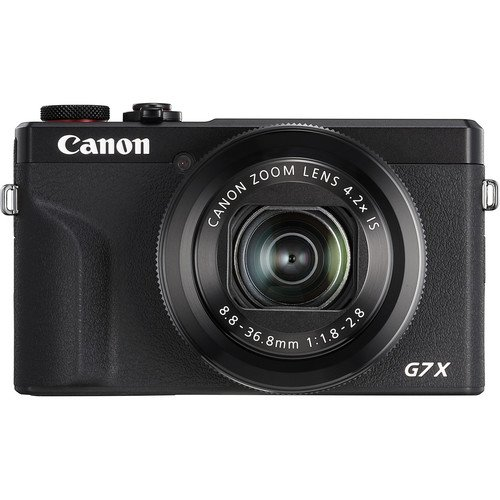 Canon
CANON ZOOM LENS 4.2x IS
8.8-36.8mm 1:1.8-2.8
G7X